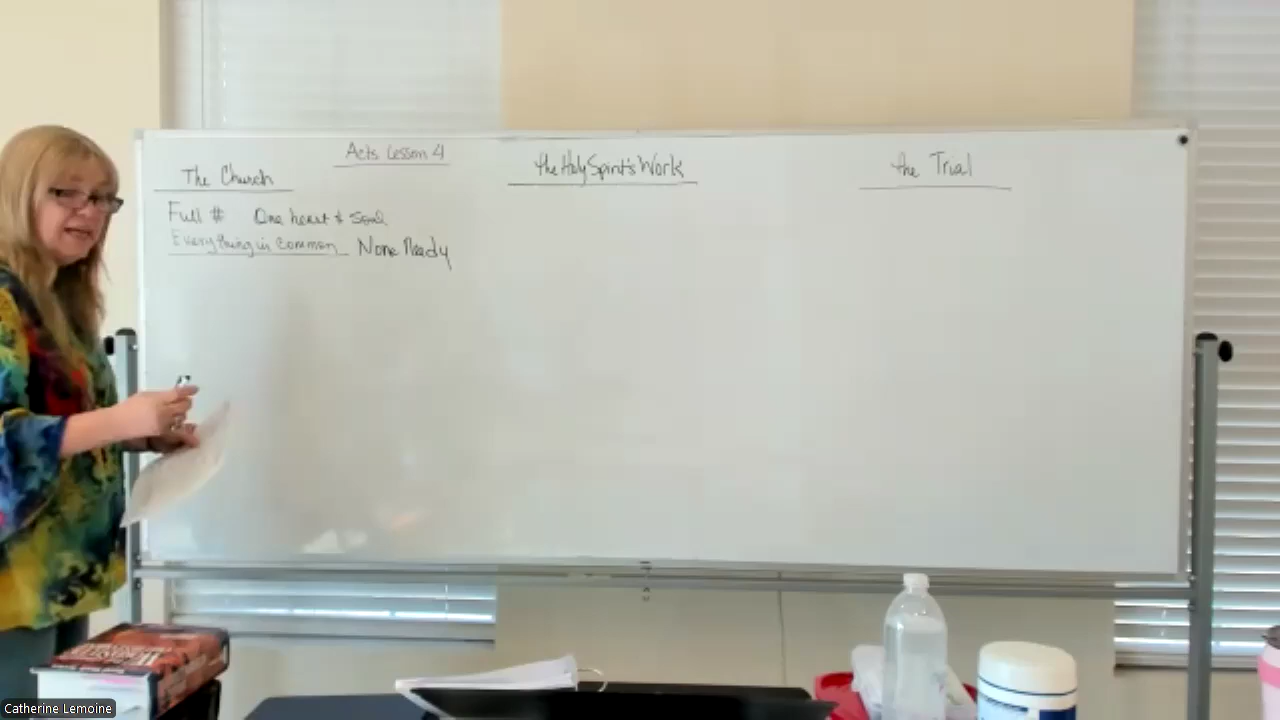 Acts Lesson 4
The Church
the Holy Spirit's Work
the Trial
Full # One heart & Soul
Everything in Common None Needy
Catherine Lemoine